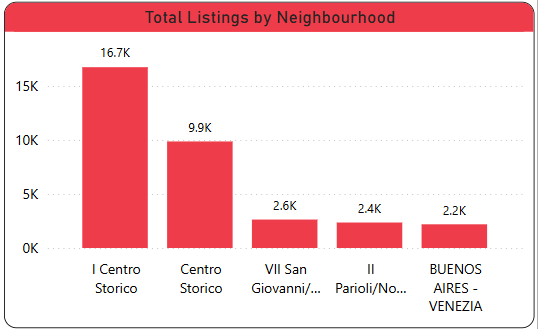 Total Listings by Neighbourhood
16.7K
15K
9.9K
10K
5K
2.6K
2.4K
2.2K
0K
I Centro
Storico
Centro
Storico
VII San
Giovanni/...
II
Parioli/No...
BUENOS
AIRES -
VENEZIA